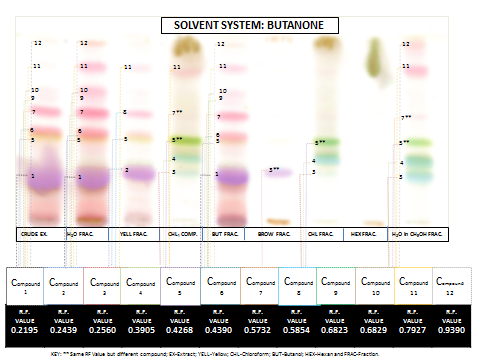 SOLVENT SYSTEM: BUTANONE
12 12 12 12
11 11 11 11 11 11
10 10 10
9 9 9
7 7 8 7** 7 7**
6 6 6
5 5 5 5** 5 5** 5**
4 4 4
1 1 2 3 1 3** 3 3
CRUDE EX. H₂O FRAC. YELL FRAC. CHL. COMP. BUT FRAC. BROW FRAC. CHL FRAC. HEX FRAC. H₂O in CH₃OH FRAC.
Compound 1 Compound 2 Compound 3 Compound 4 Compound 5 Compound 6 Compound 7 Compound 8 Compound 9 Compound 10 Compound 11 Compound 12
R.F. VALUE R.F. VALUE R.F. VALUE R.F. VALUE R.F. VALUE R.F. VALUE R.F. VALUE R.F. VALUE R.F. VALUE R.F. VALUE R.F. VALUE R.F. VALUE
0.2195 0.2439 0.2560 0.3905 0.4268 0.4390 0.5732 0.5854 0.6823 0.6829 0.7927 0.9390
KEY: ** Same RF Value but different compound; EX-Extract; YELL-Yellow; CHL-Chloroform; BUT-Butanol; HEX-Hexan and FRAC-Fraction.